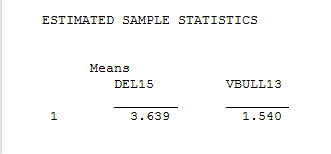 ESTIMATED SAMPLE STATISTICS
Means
DEL15 VBULL13
1 3.639 1.540